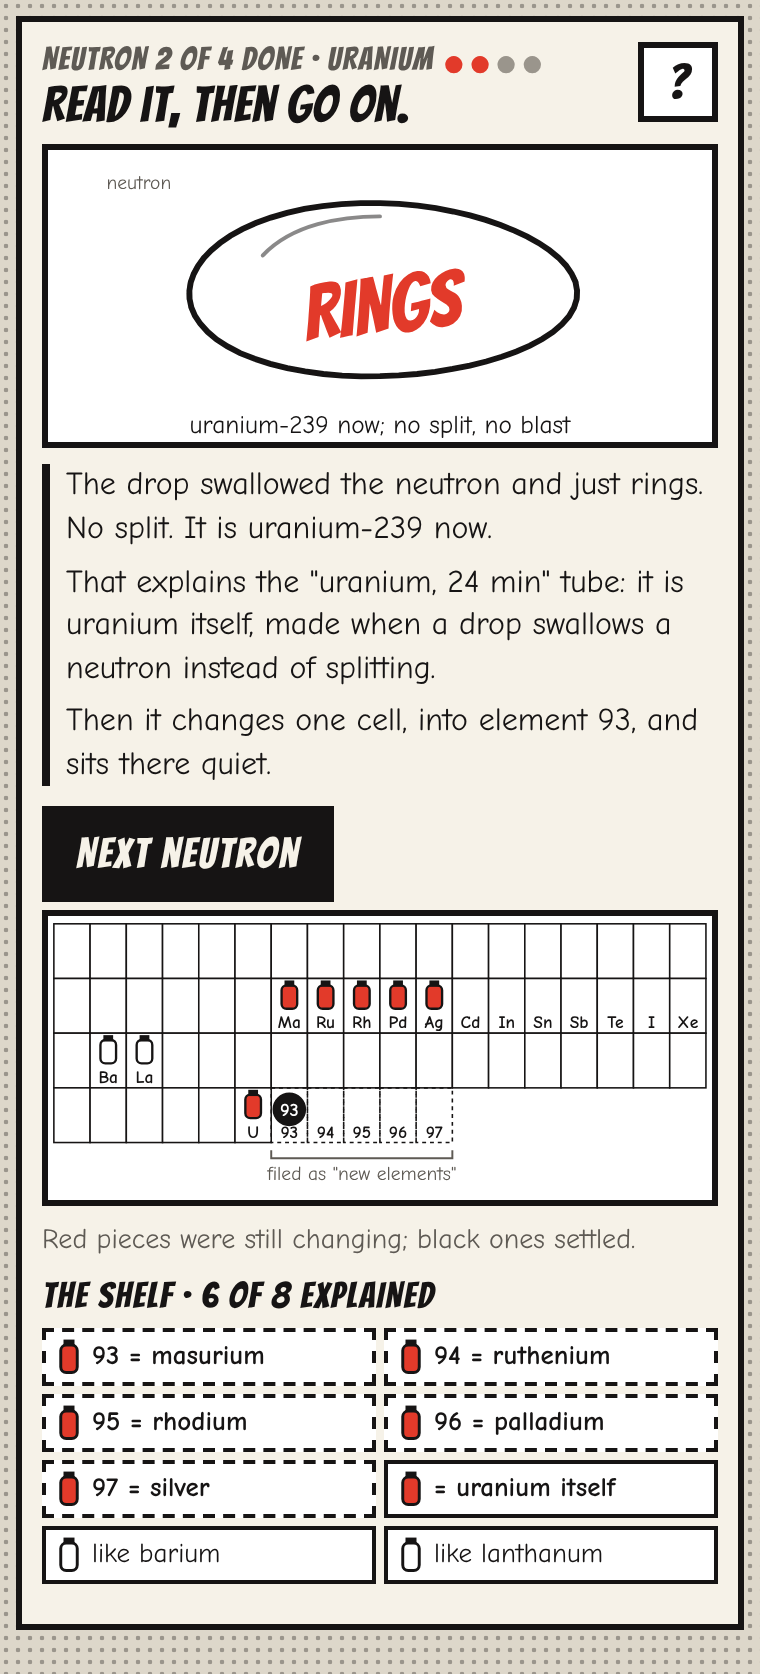 NEUTRON 2 OF 4 DONE · URANIUM
READ IT, THEN GO ON.
?
neutron
RINGS
uranium-239 now; no split, no blast
The drop swallowed the neutron and just rings.
No split. It is uranium-239 now.
That explains the "uranium, 24 min" tube: it is
uranium itself, made when a drop swallows a
neutron instead of splitting.
Then it changes one cell, into element 93, and
sits there quiet.
NEXT NEUTRON
Ma Ru Rh Pd Ag Cd In Sn Sb Te I Xe
Ba La
93
U 93 94 95 96 97
filed as "new elements"
Red pieces were still changing; black ones settled.
THE SHELF · 6 OF 8 EXPLAINED
93 = masurium
94 = ruthenium
95 = rhodium
96 = palladium
97 = silver
= uranium itself
like barium
like lanthanum